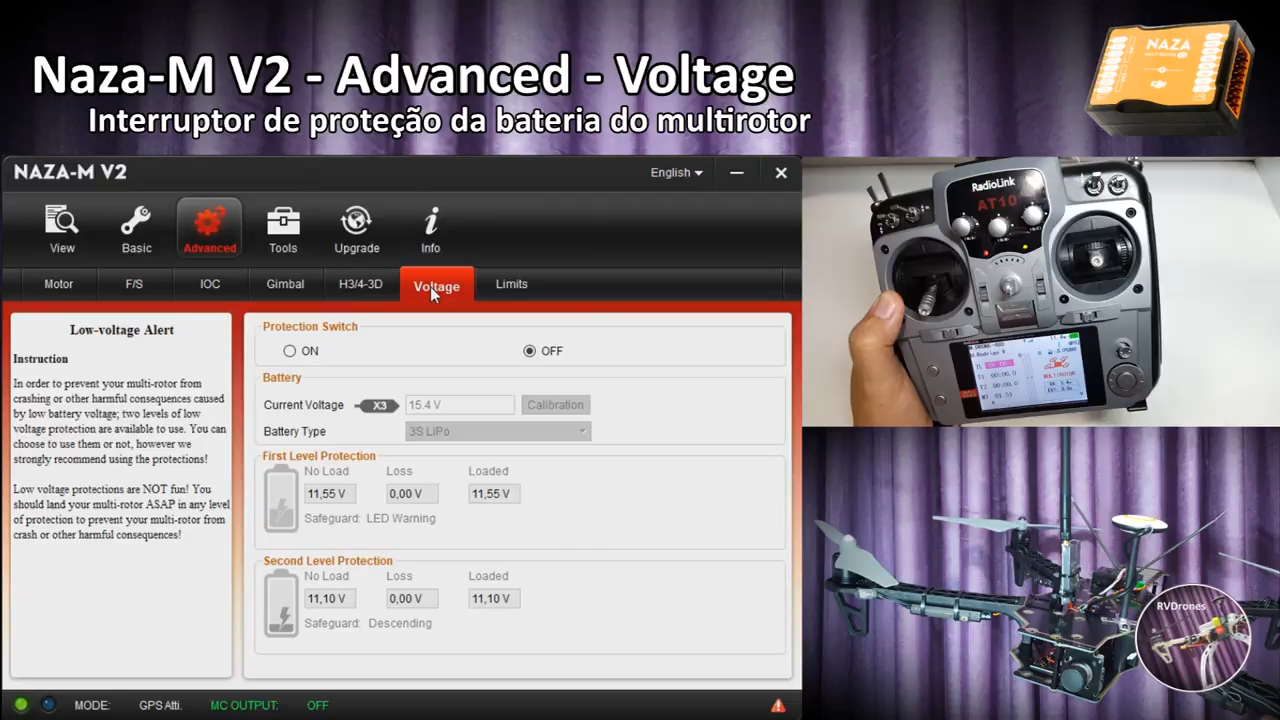 Naza-M V2 - Advanced - Voltage
Interruptor de proteção da bateria do multirotor
NAZA
NAZA-M V2
English
View
Basic
Advanced
Tools
Upgrade
Info
Motor
F/S
IOC
Gimbal
H3/4-3D
Voltage
Limits
Low-voltage Alert
Instruction
In order to prevent your multi-rotor from
crashing or other harmful consequences caused
by low battery voltage; two levels of low
voltage protection are available to use. You can
choose to use them or not, however we
strongly recommend using the protections!
Low voltage protections are NOT fun! You
should land your multi-rotor ASAP in any level
of protection to prevent your multi-rotor from
crash or other harmful consequences!
Protection Switch
ON
OFF
Battery
Current Voltage
X3
15.4 V
Calibration
Battery Type
3S LiPo
First Level Protection
No Load
Loss
Loaded
11,55 V
0,00 V
11,55 V
Safeguard: LED Warning
Second Level Protection
No Load
Loss
Loaded
11,10 V
0,00 V
11,10 V
Safeguard: Descending
MODE:
GPS Atti.
MC OUTPUT:
OFF
RadioLink
AT10
MULTIROTOR
RVDrones